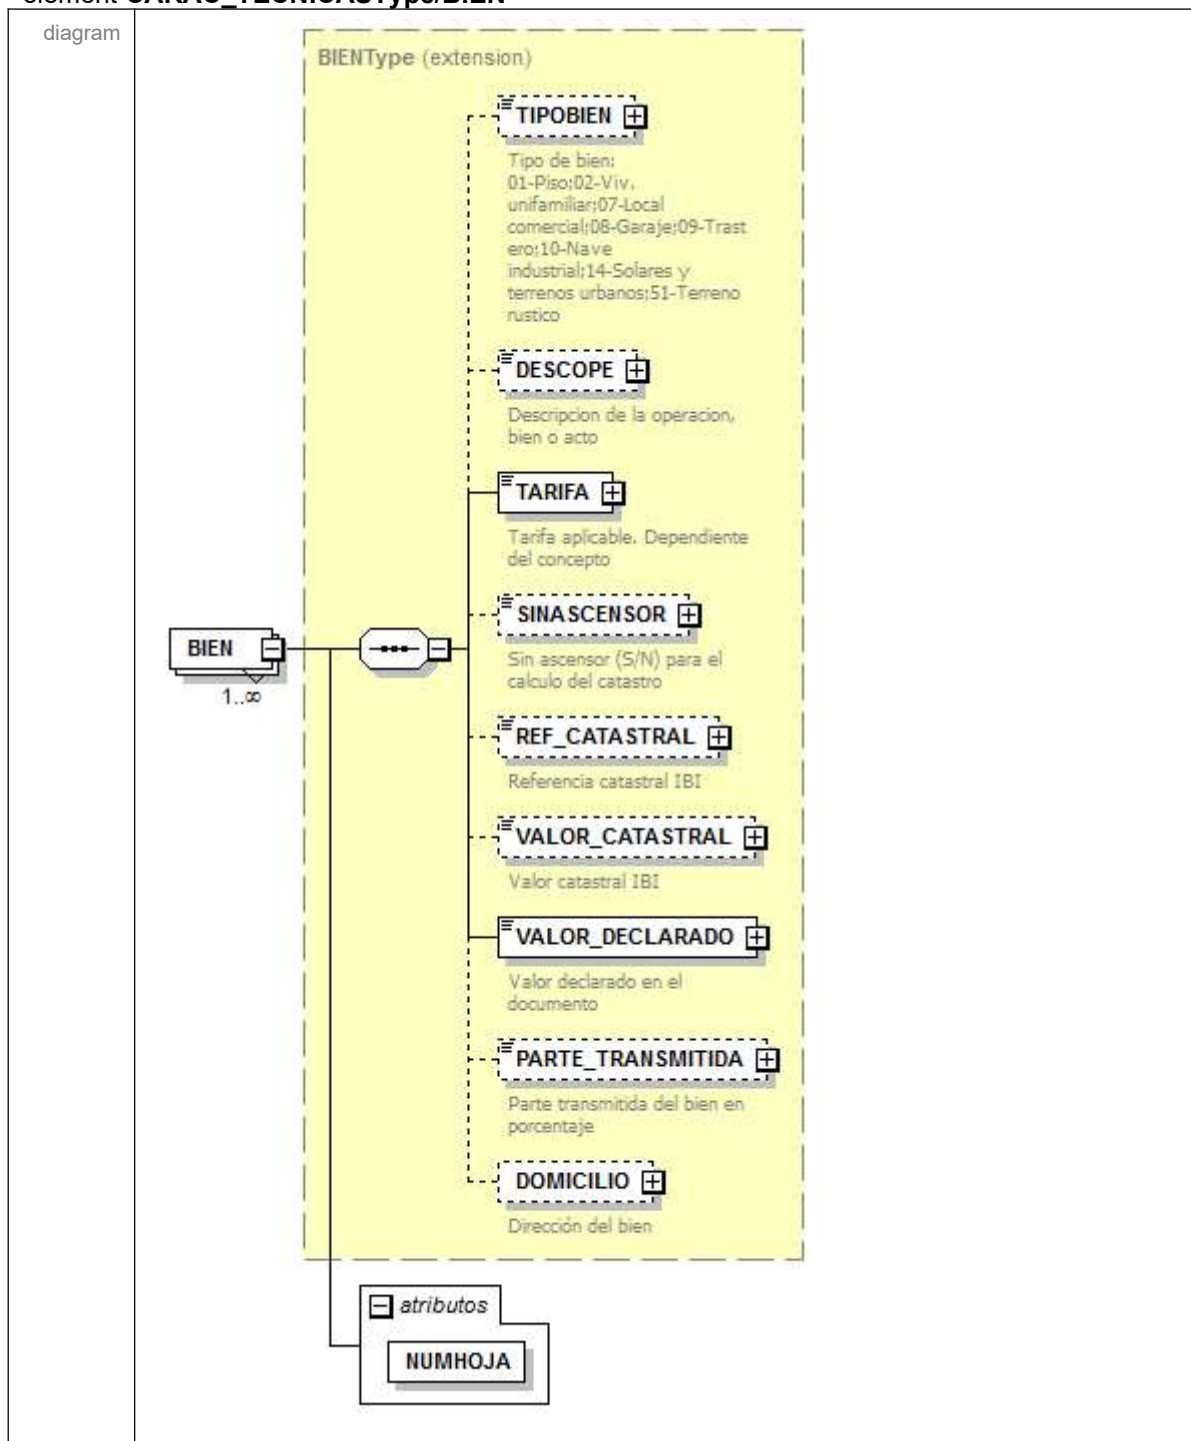 element CARAC_TECNICASType/BIEN
diagram
BIENType (extension)
TIPOBIEN
Tipo de bien:
01-Piso;02-Viv.
unifamiliar;07-Local
comercial;08-Garaje;09-Trast
ero;10-Nave
industrial;14-Solares y
terrenos urbanos;51-Terreno
rustico
DESCOPE
Descripcion de la operacion,
bien o acto
TARIFA
Tarifa aplicable. Dependiente
del concepto
SINASCENSOR
Sin ascensor (S/N) para el
calculo del catastro
BIEN
1..∞
REF_CATASTRAL
Referencia catastral IBI
VALOR_CATASTRAL
Valor catastral IBI
VALOR_DECLARADO
Valor declarado en el
documento
PARTE_TRANSMITIDA
Parte transmitida del bien en
porcentaje
DOMICILIO
Dirección del bien
atributos
NUMHOJA